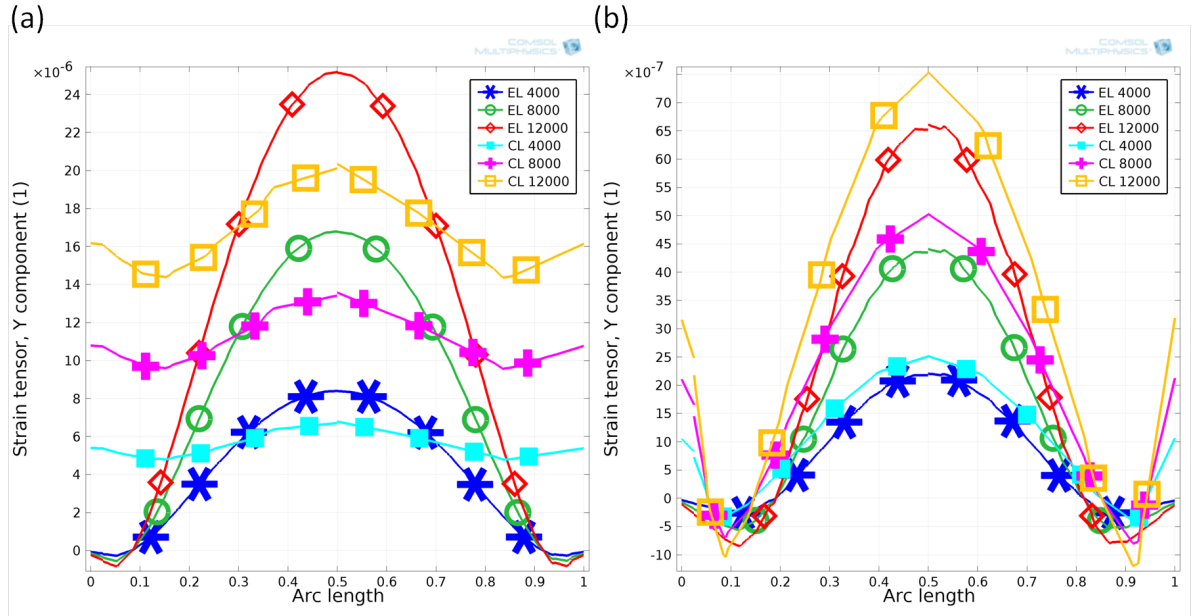 (a)
COMSOL
MULTIPHYSICS
×10⁻⁶
24
22
20
18
16
14
12
10
8
6
4
2
0
Strain tensor, Y component (1)
EL 4000
EL 8000
EL 12000
CL 4000
CL 8000
CL 12000
0 0.1 0.2 0.3 0.4 0.5 0.6 0.7 0.8 0.9 1
Arc length
(b)
COMSOL
MULTIPHYSICS
×10⁻⁷
70
65
60
55
50
45
40
35
30
25
20
15
10
5
0
-5
-10
Strain tensor, Y component (1)
EL 4000
EL 8000
EL 12000
CL 4000
CL 8000
CL 12000
0 0.1 0.2 0.3 0.4 0.5 0.6 0.7 0.8 0.9 1
Arc length